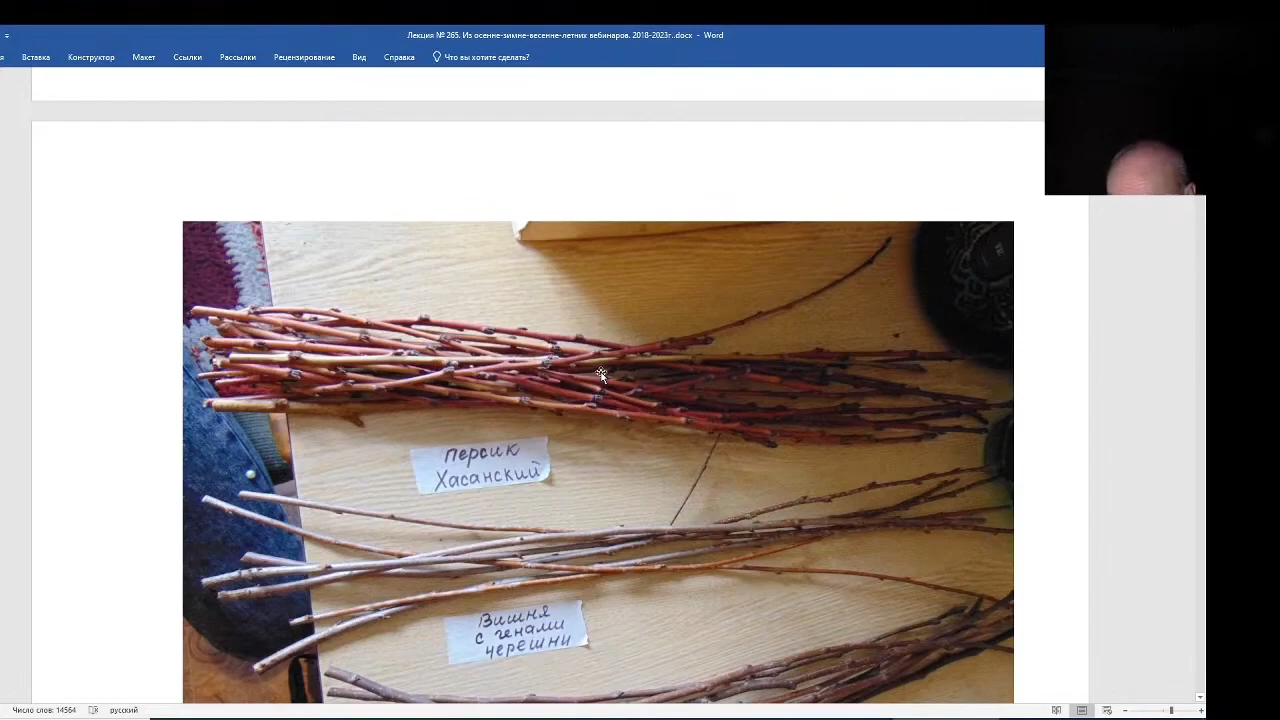 Лекция № 265. Из осенне-зимне-весенне-летних вебинаров. 2018-2023г..docx - Word
я Вставка Конструктор Макет Ссылки Рассылки Рецензирование Вид Справка Что вы хотите сделать?
персик
Хасанский
Вишня
с генами
черешни
Число слов: 14564 русский